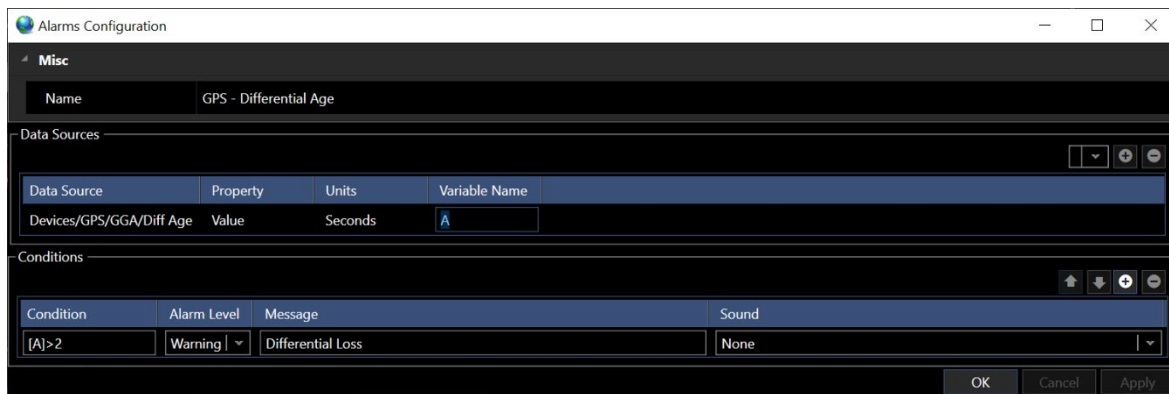 Alarms Configuration
Misc
Name GPS - Differential Age
Data Sources
Data Source Property Units Variable Name
Devices/GPS/GGA/Diff Age Value Seconds A
Conditions
Condition Alarm Level Message Sound
[A]>2 Warning Differential Loss None
OK Cancel Apply